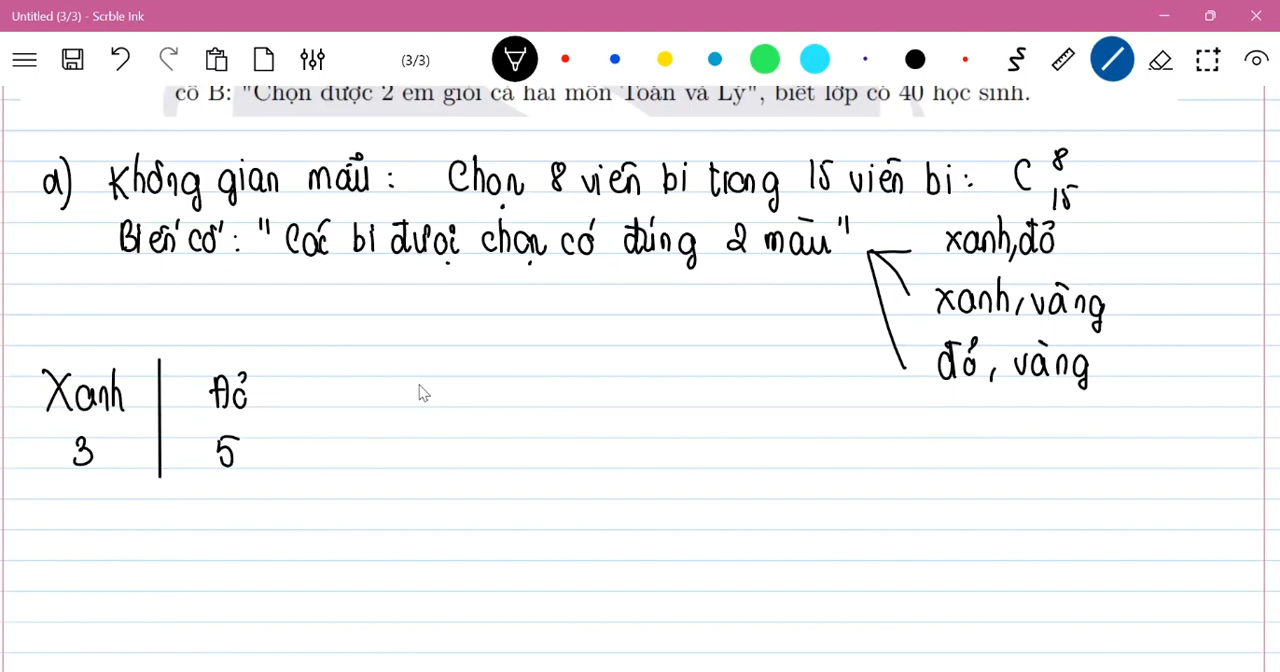 Untitled (3/3) - Scrble Ink
(3/3)
cố B: "Chọn được 2 em giỏi cả hai môn Toán và Lý", biết lớp có 40 học sinh.
a) Không gian mẫu: Chọn 8 viên bi trong 15 viên bi: C 8 15
Biến cố: "Các bi được chọn có đúng 2 màu" xanh, đỏ
xanh, vàng
đỏ, vàng
Xanh Đỏ
3 5